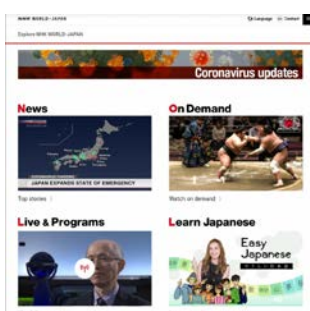 NHK WORLD-JAPAN
Language
Contact
Explore NHK WORLD-JAPAN
Coronavirus updates
News
On Demand
JAPAN EXPANDS STATE OF EMERGENCY
Top stories
Watch on demand
Live & Programs
Learn Japanese
Easy
Japanese